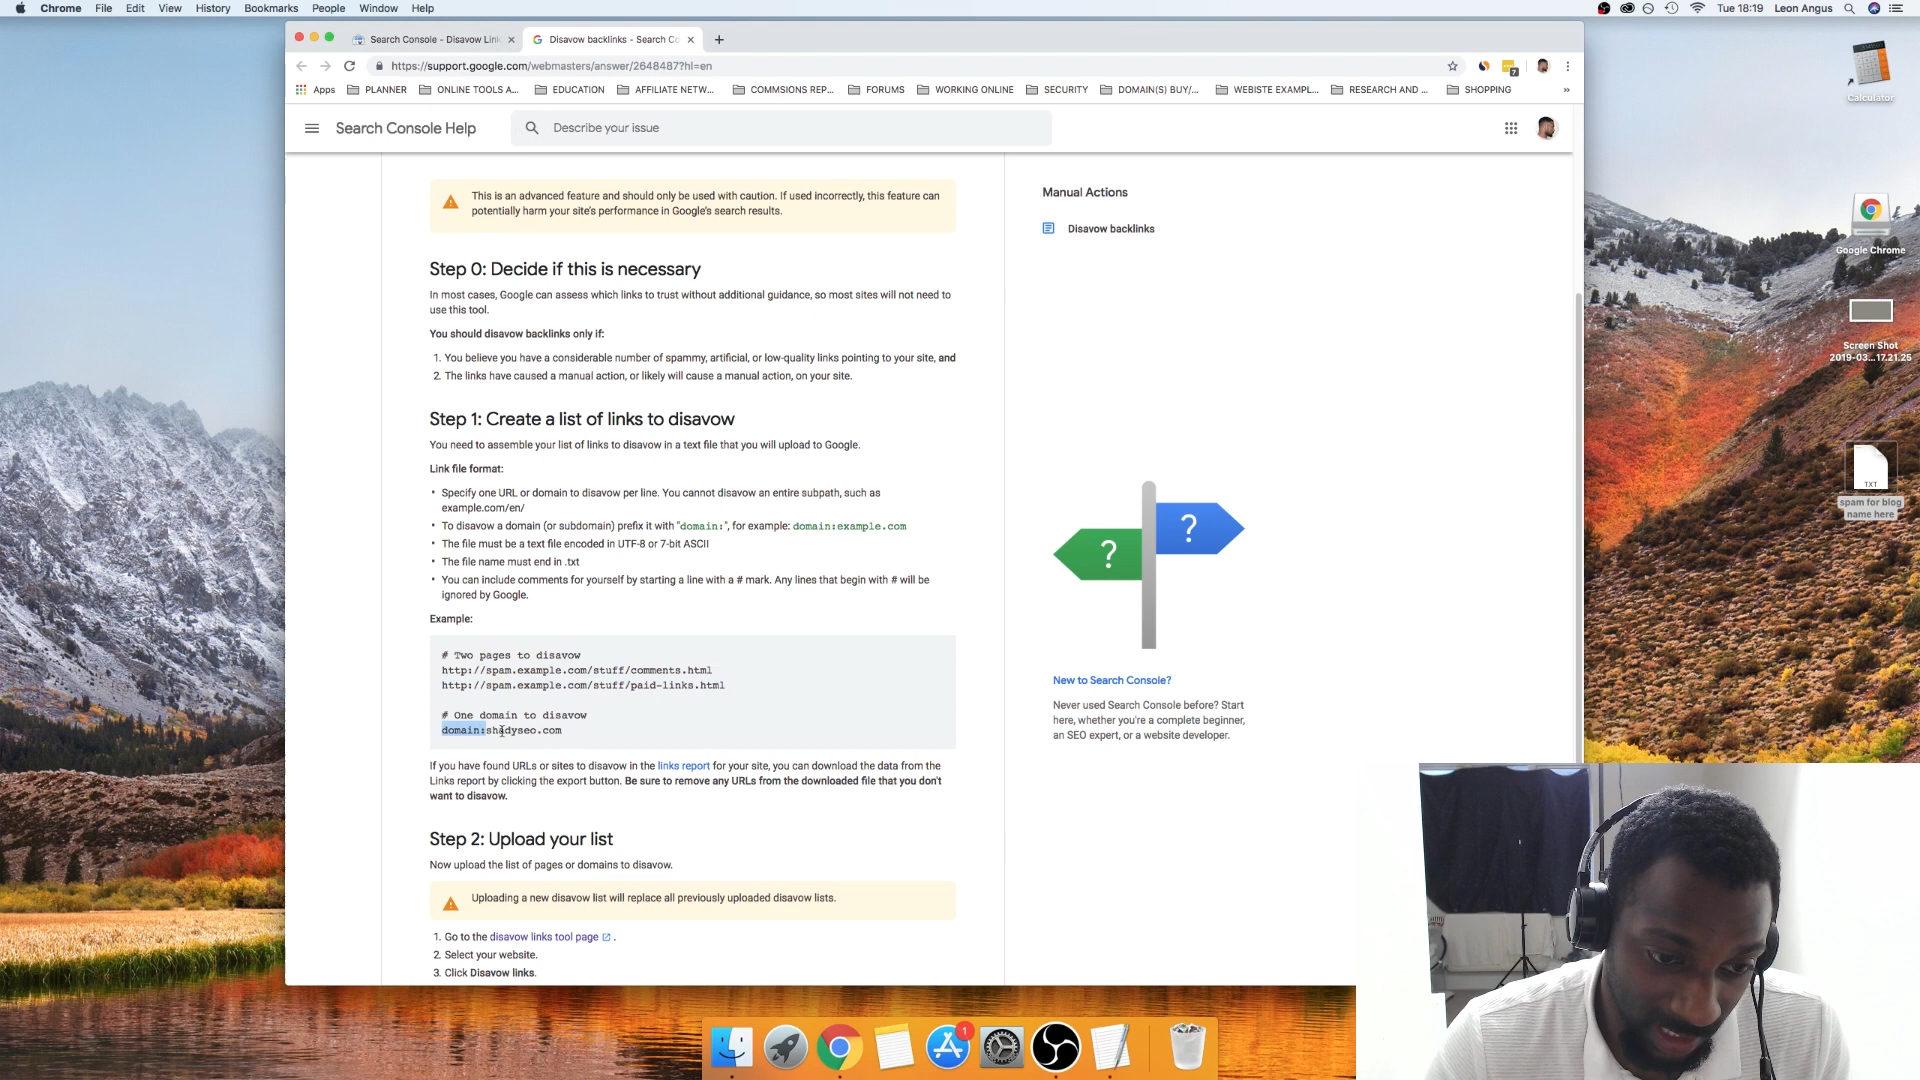 Chrome File Edit View History Bookmarks People Window Help
Tue 18:19 Leon Angus
Search Console - Disavow Link
Disavow backlinks - Search Co
https://support.google.com/webmasters/answer/2648487?hl=en
7
Apps PLANNER ONLINE TOOLS A... EDUCATION AFFILIATE NETW... COMMSIONS REP... FORUMS WORKING ONLINE SECURITY DOMAIN(S) BUY/... WEBISTE EXAMPL... RESEARCH AND ... SHOPPING »
Search Console Help
Describe your issue
This is an advanced feature and should only be used with caution. If used incorrectly, this feature can
potentially harm your site's performance in Google's search results.
Step 0: Decide if this is necessary
In most cases, Google can assess which links to trust without additional guidance, so most sites will not need to
use this tool.
You should disavow backlinks only if:
1. You believe you have a considerable number of spammy, artificial, or low-quality links pointing to your site, and
2. The links have caused a manual action, or likely will cause a manual action, on your site.
Step 1: Create a list of links to disavow
You need to assemble your list of links to disavow in a text file that you will upload to Google.
Link file format:
• Specify one URL or domain to disavow per line. You cannot disavow an entire subpath, such as
example.com/en/
• To disavow a domain (or subdomain) prefix it with "domain:", for example: domain:example.com
• The file must be a text file encoded in UTF-8 or 7-bit ASCII
• The file name must end in .txt
• You can include comments for yourself by starting a line with a # mark. Any lines that begin with # will be
ignored by Google.
Example:
# Two pages to disavow
http://spam.example.com/stuff/comments.html
http://spam.example.com/stuff/paid-links.html
# One domain to disavow
domain:shadyseo.com
If you have found URLs or sites to disavow in the links report for your site, you can download the data from the
Links report by clicking the export button. Be sure to remove any URLs from the downloaded file that you don't
want to disavow.
Step 2: Upload your list
Now upload the list of pages or domains to disavow.
Uploading a new disavow list will replace all previously uploaded disavow lists.
1. Go to the disavow links tool page .
2. Select your website.
3. Click Disavow links.
Manual Actions
Disavow backlinks
? ?
New to Search Console?
Never used Search Console before? Start
here, whether you're a complete beginner,
an SEO expert, or a website developer.
Calculator
Google Chrome
Screen Shot
2019-03...17.21.25
TXT
spam for blog
name here
1